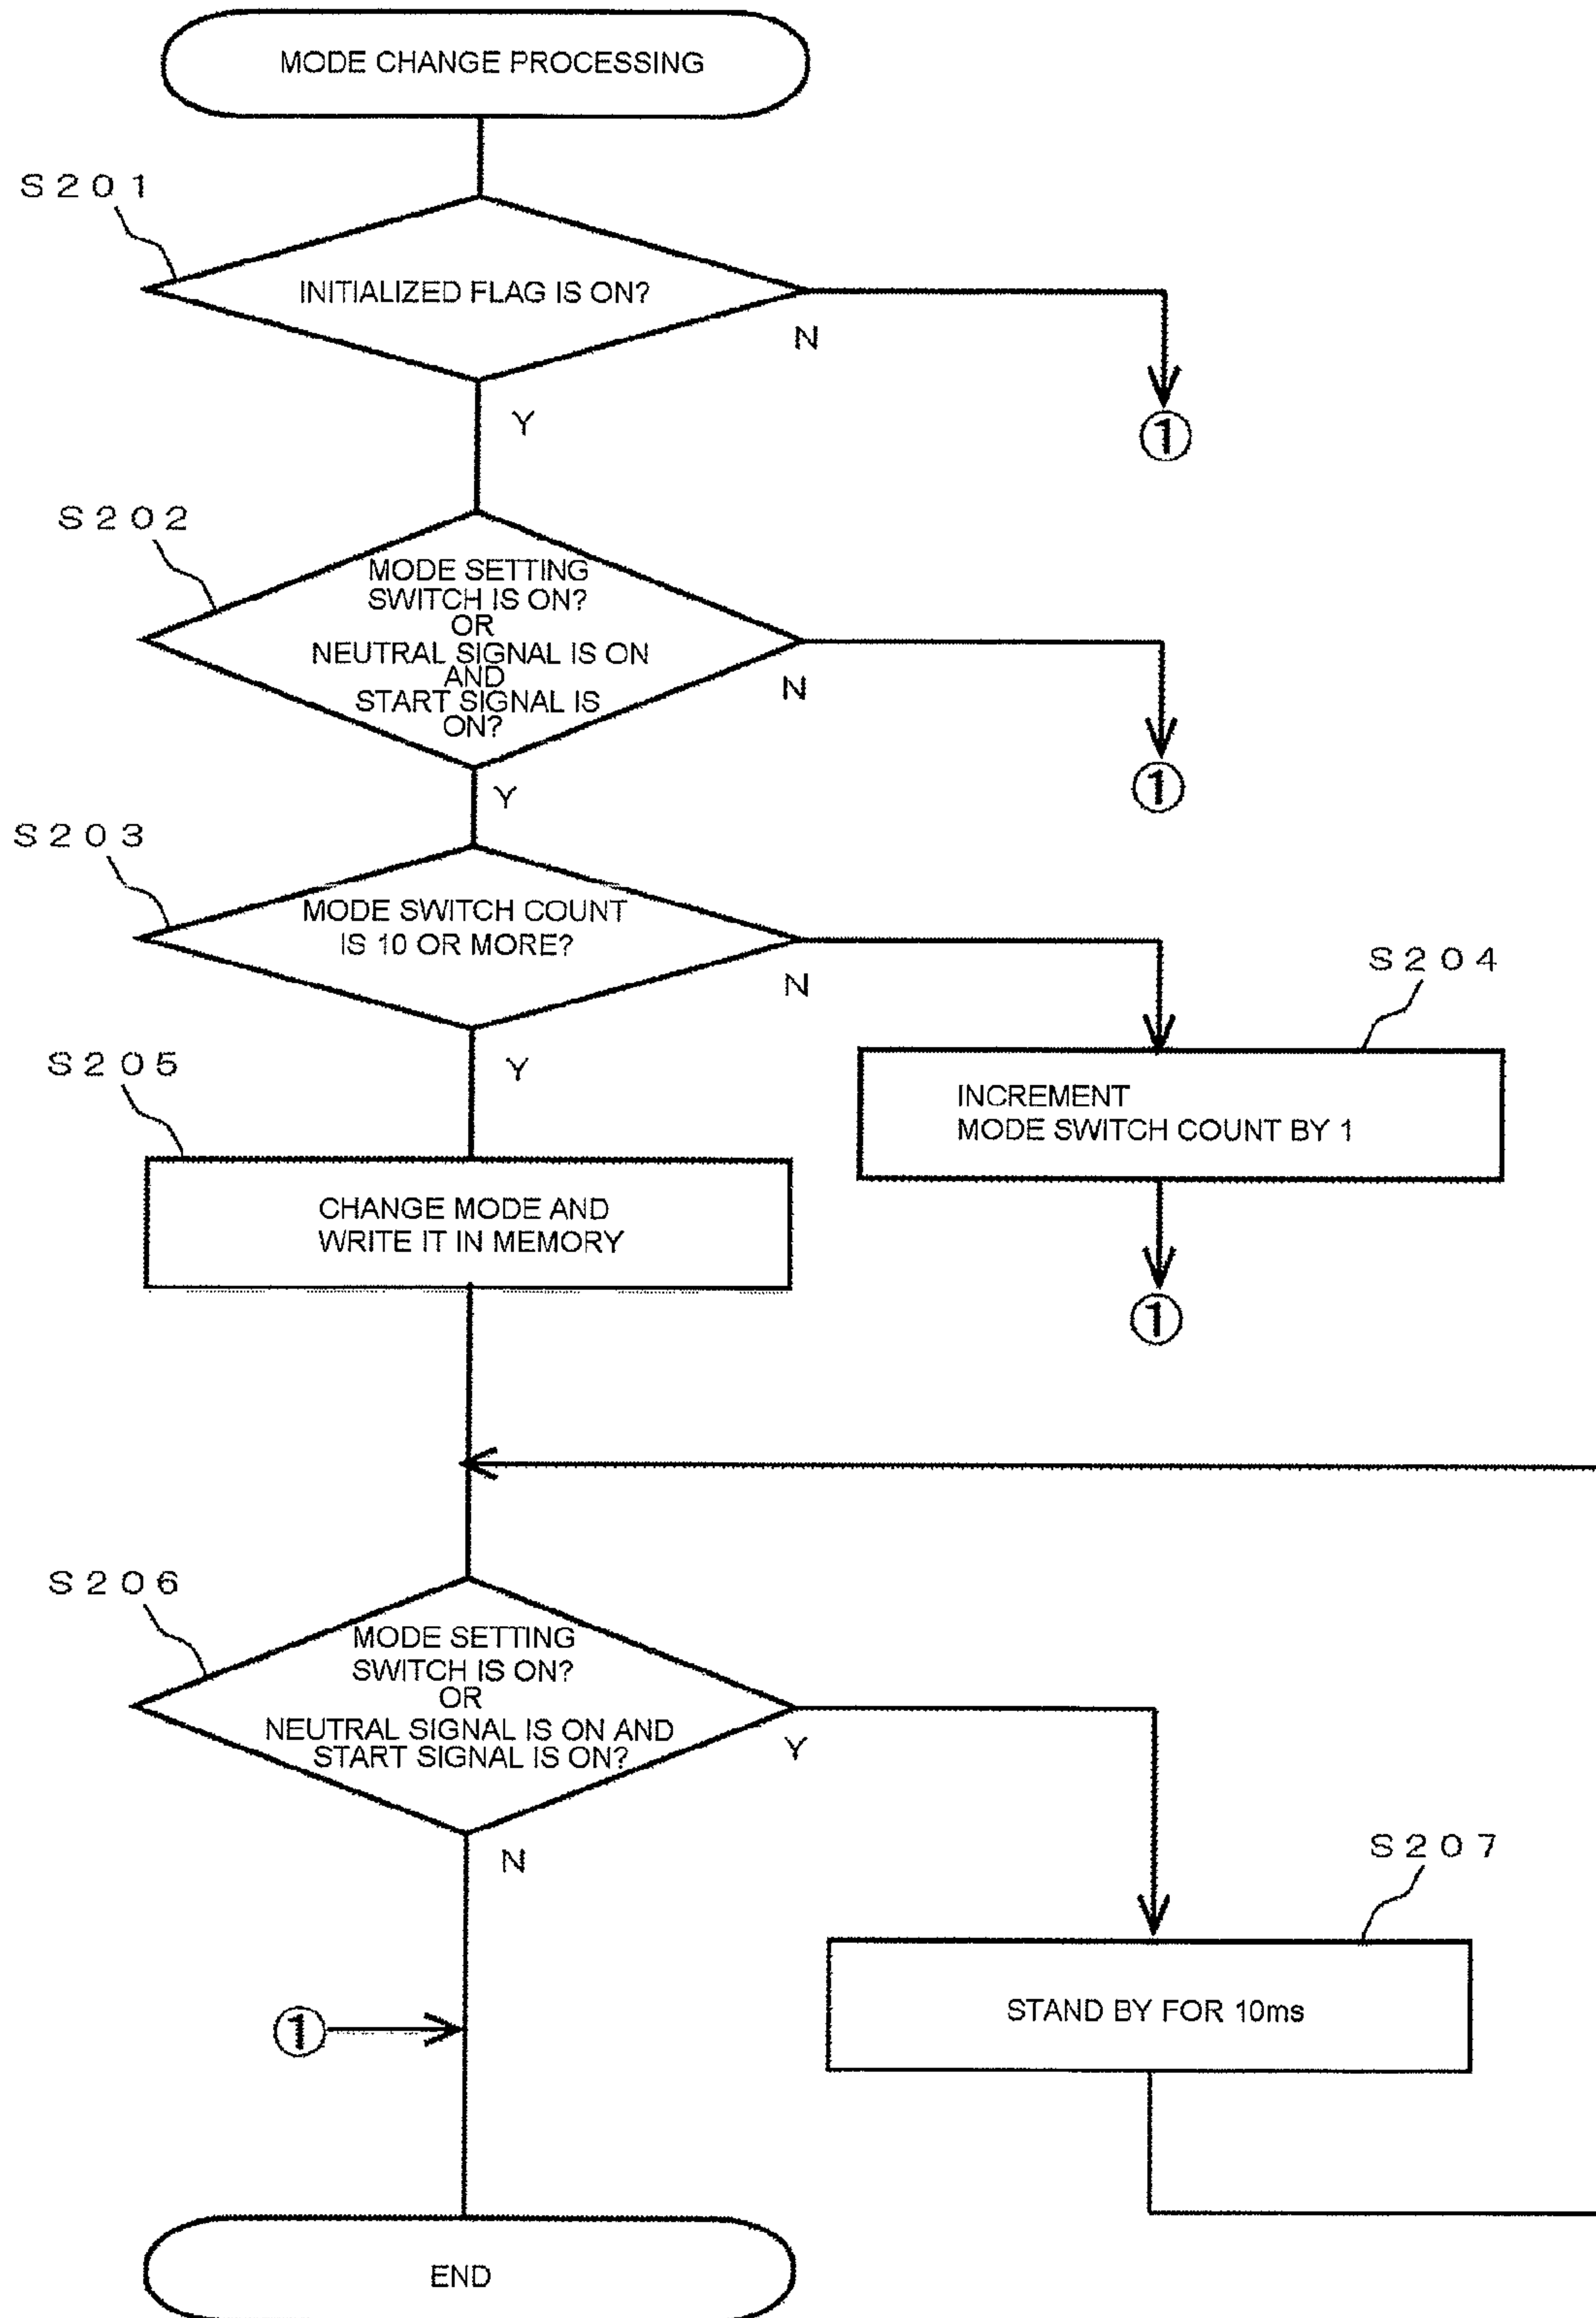 MODE CHANGE PROCESSING
S201
INITIALIZED FLAG IS ON?
N
①
Y
S202
MODE SETTING
SWITCH IS ON?
OR
NEUTRAL SIGNAL IS ON
AND
START SIGNAL IS
ON?
N
①
Y
S203
MODE SWITCH COUNT
IS 10 OR MORE?
N
S204
INCREMENT
MODE SWITCH COUNT BY 1
①
Y
S205
CHANGE MODE AND
WRITE IT IN MEMORY
S206
MODE SETTING
SWITCH IS ON?
OR
NEUTRAL SIGNAL IS ON AND
START SIGNAL IS ON?
Y
N
S207
STAND BY FOR 10ms
①
END